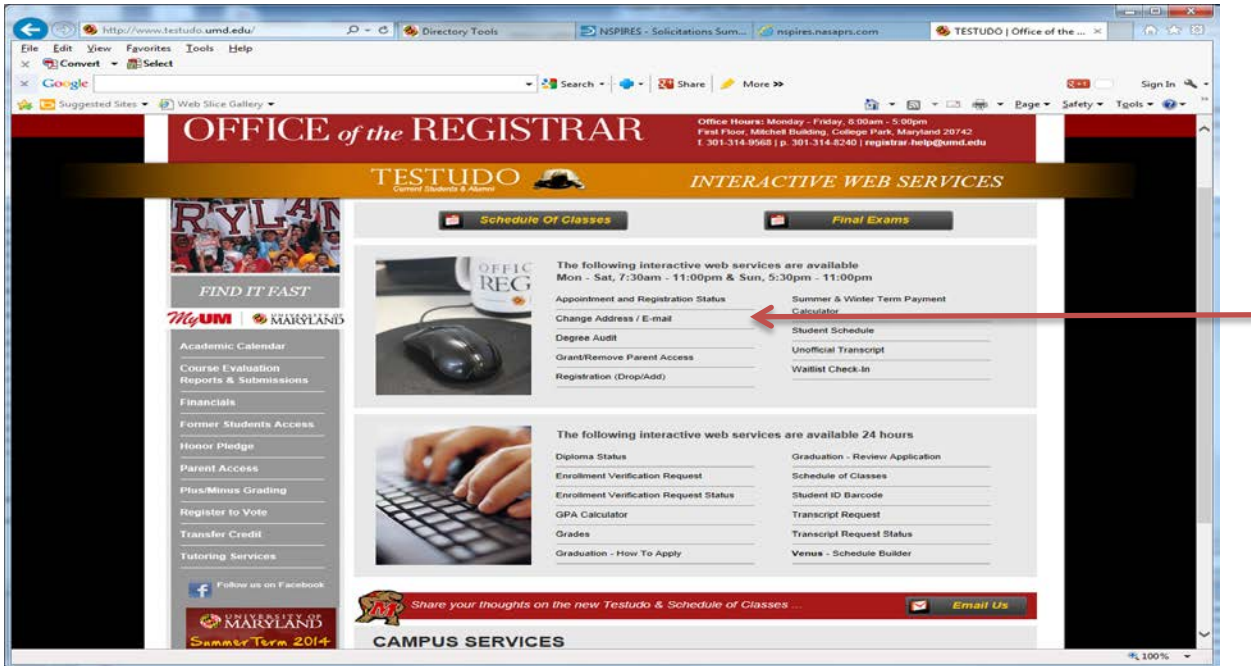 http://www.testudo.umd.edu/
Directory Tools
NSPIRES - Solicitations Sum...
nspires.nasaprs.com
TESTUDO | Office of the ...
File Edit View Favorites Tools Help
Convert Select
Google
Search
Share
More >>
Sign In
Suggested Sites
Web Slice Gallery
Page Safety Tools
OFFICE of the REGISTRAR
Office Hours: Monday - Friday, 8:00am - 5:00pm
First Floor, Mitchell Building, College Park, Maryland 20742
f. 301-314-9568 | p. 301-314-8240 | registrar-help@umd.edu
TESTUDO
Current Students & Alumni
INTERACTIVE WEB SERVICES
RYLAN
Schedule Of Classes
Final Exams
OFFIC
REG
The following interactive web services are available
Mon - Sat, 7:30am - 11:00pm & Sun, 5:30pm - 11:00pm
Appointment and Registration Status
Change Address / E-mail
Degree Audit
Grant/Remove Parent Access
Registration (Drop/Add)
Summer & Winter Term Payment
Calculator
Student Schedule
Unofficial Transcript
Waitlist Check-In
FIND IT FAST
MyUM
UNIVERSITY OF
MARYLAND
Academic Calendar
Course Evaluation
Reports & Submissions
Financials
Former Students Access
Honor Pledge
Parent Access
Plus/Minus Grading
Register to Vote
Transfer Credit
Tutoring Services
Follow us on Facebook
UNIVERSITY OF
MARYLAND
Summer Term 2014
The following interactive web services are available 24 hours
Diploma Status
Enrollment Verification Request
Enrollment Verification Request Status
GPA Calculator
Grades
Graduation - How To Apply
Graduation - Review Application
Schedule of Classes
Student ID Barcode
Transcript Request
Transcript Request Status
Venus - Schedule Builder
Share your thoughts on the new Testudo & Schedule of Classes ...
Email Us
CAMPUS SERVICES
100%